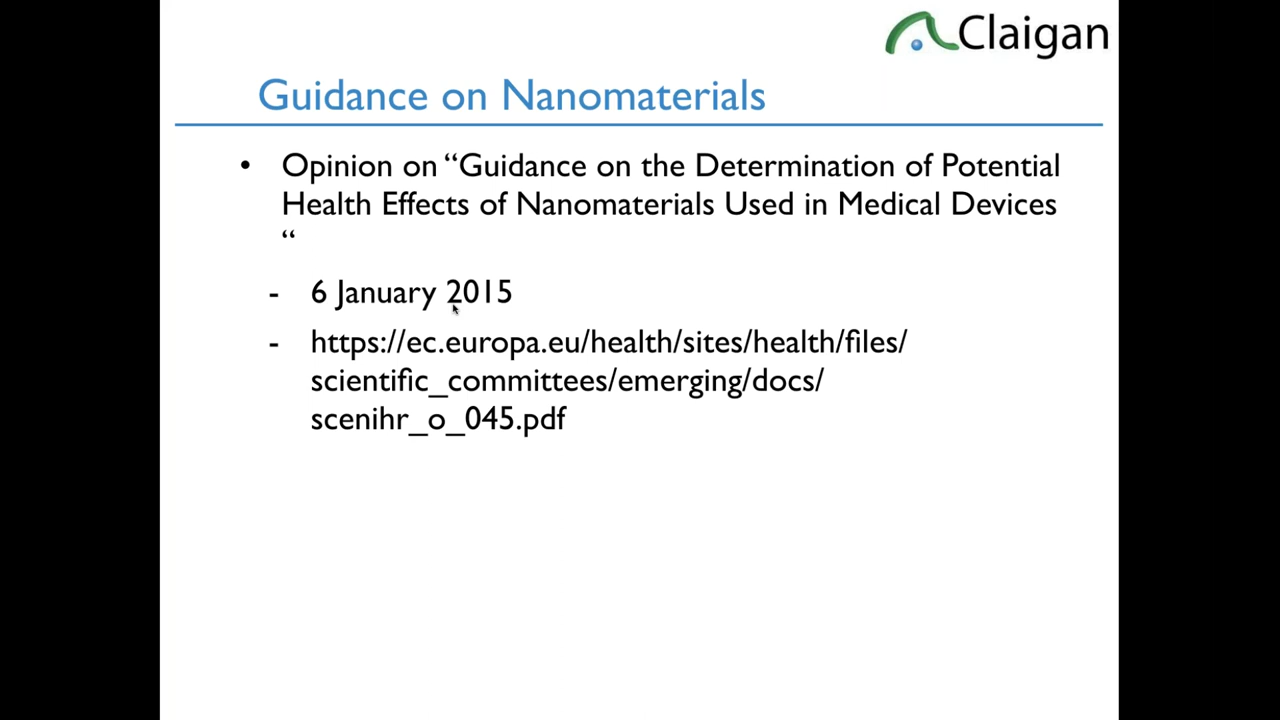 Claigan
Guidance on Nanomaterials
• Opinion on “Guidance on the Determination of Potential
Health Effects of Nanomaterials Used in Medical Devices
“
- 6 January 2015
- https://ec.europa.eu/health/sites/health/files/
scientific_committees/emerging/docs/
scenihr_o_045.pdf